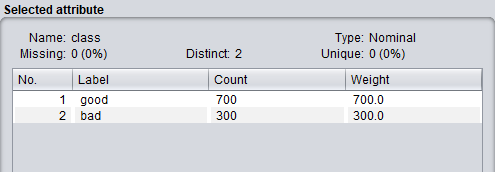 Selected attribute
Name: class Type: Nominal
Missing: 0 (0%) Distinct: 2 Unique: 0 (0%)
No. Label Count Weight
1 good 700 700.0
2 bad 300 300.0